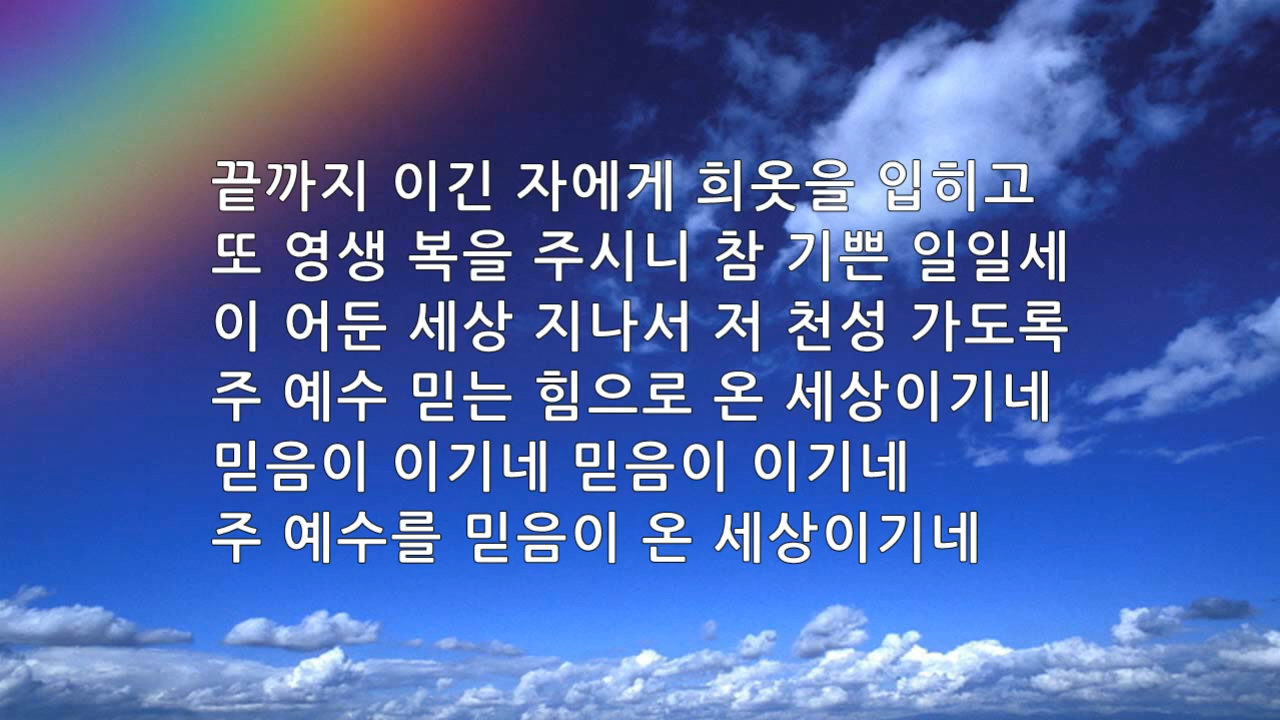 끝까지 이긴 자에게 희옷을 입히고
또 영생 복을 주시니 참 기쁜 일일세
이 어둔 세상 지나서 저 천성 가도록
주 예수 믿는 힘으로 온 세상이기네
믿음이 이기네 믿음이 이기네
주 예수를 믿음이 온 세상이기네